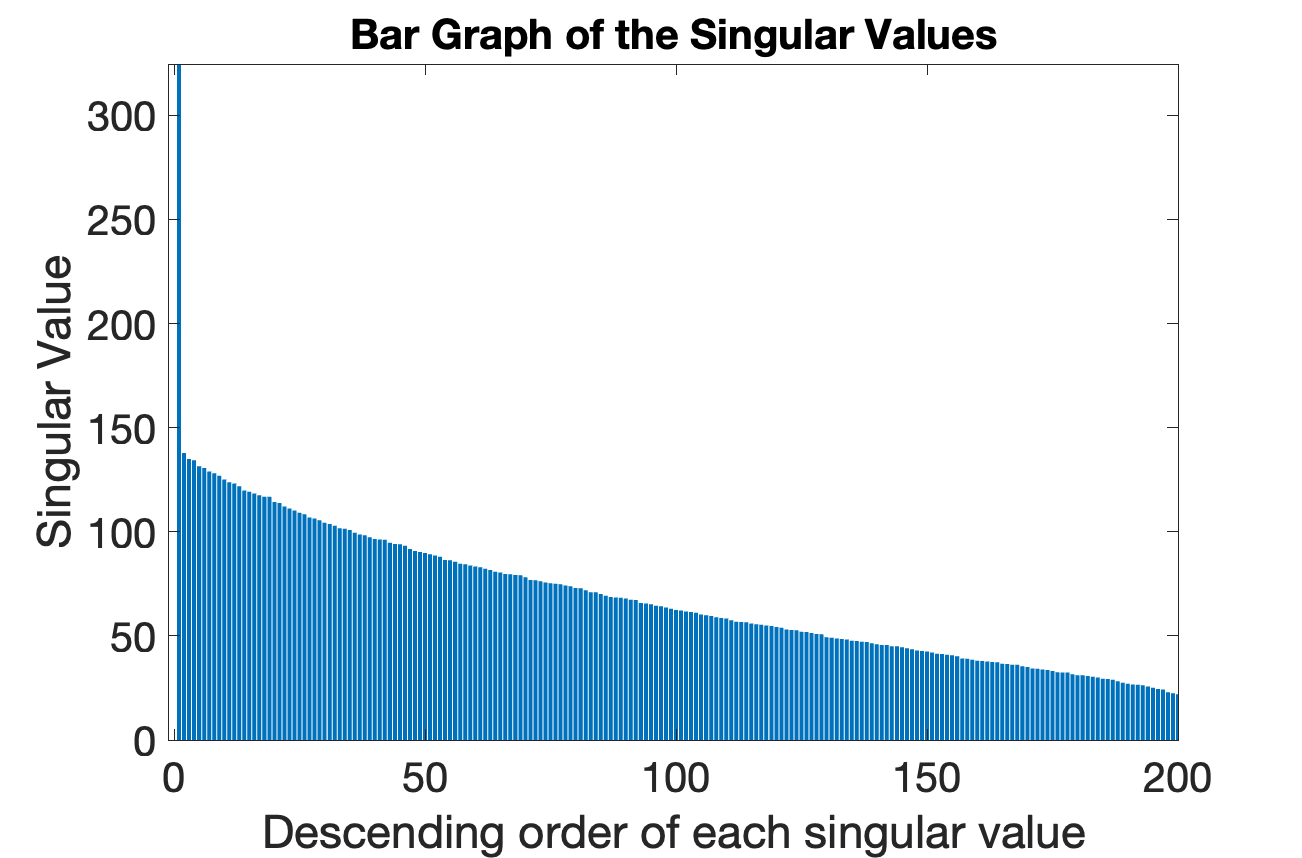 Bar Graph of the Singular Values
300
250
200
150
100
50
0
Singular Value
0 50 100 150 200
Descending order of each singular value